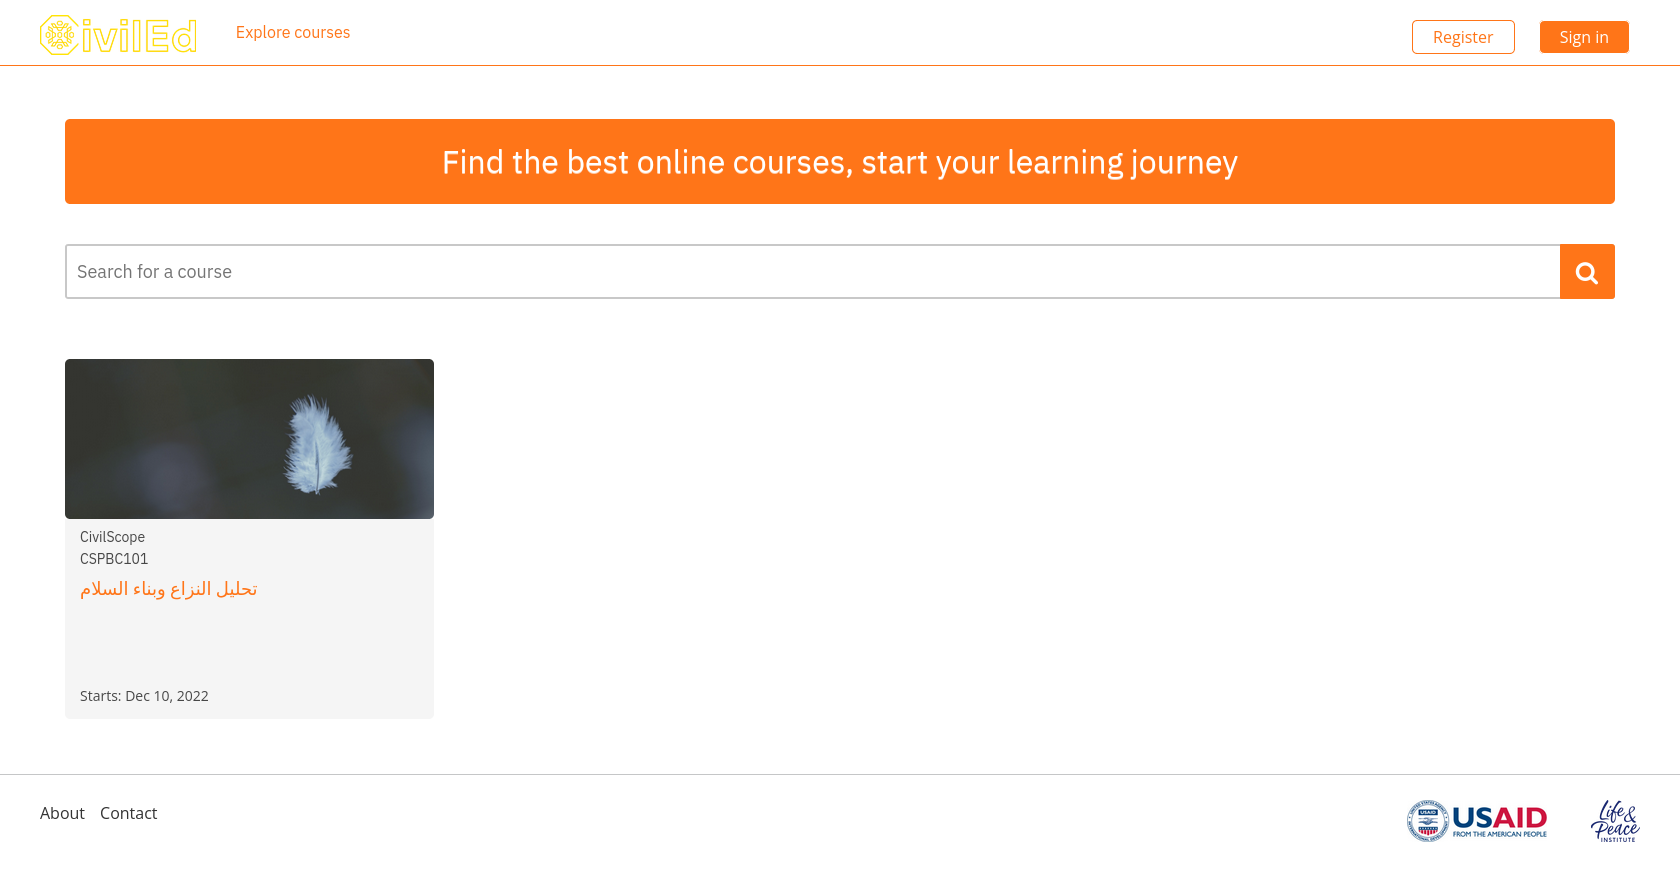 CivilEd
Explore courses
Register
Sign in
Find the best online courses, start your learning journey
Search for a course
CivilScope
CSPBC101
تحليل النزاع وبناء السلام
Starts: Dec 10, 2022
About
Contact
USAID
USAID
FROM THE AMERICAN PEOPLE
Life &
Peace
INSTITUTE